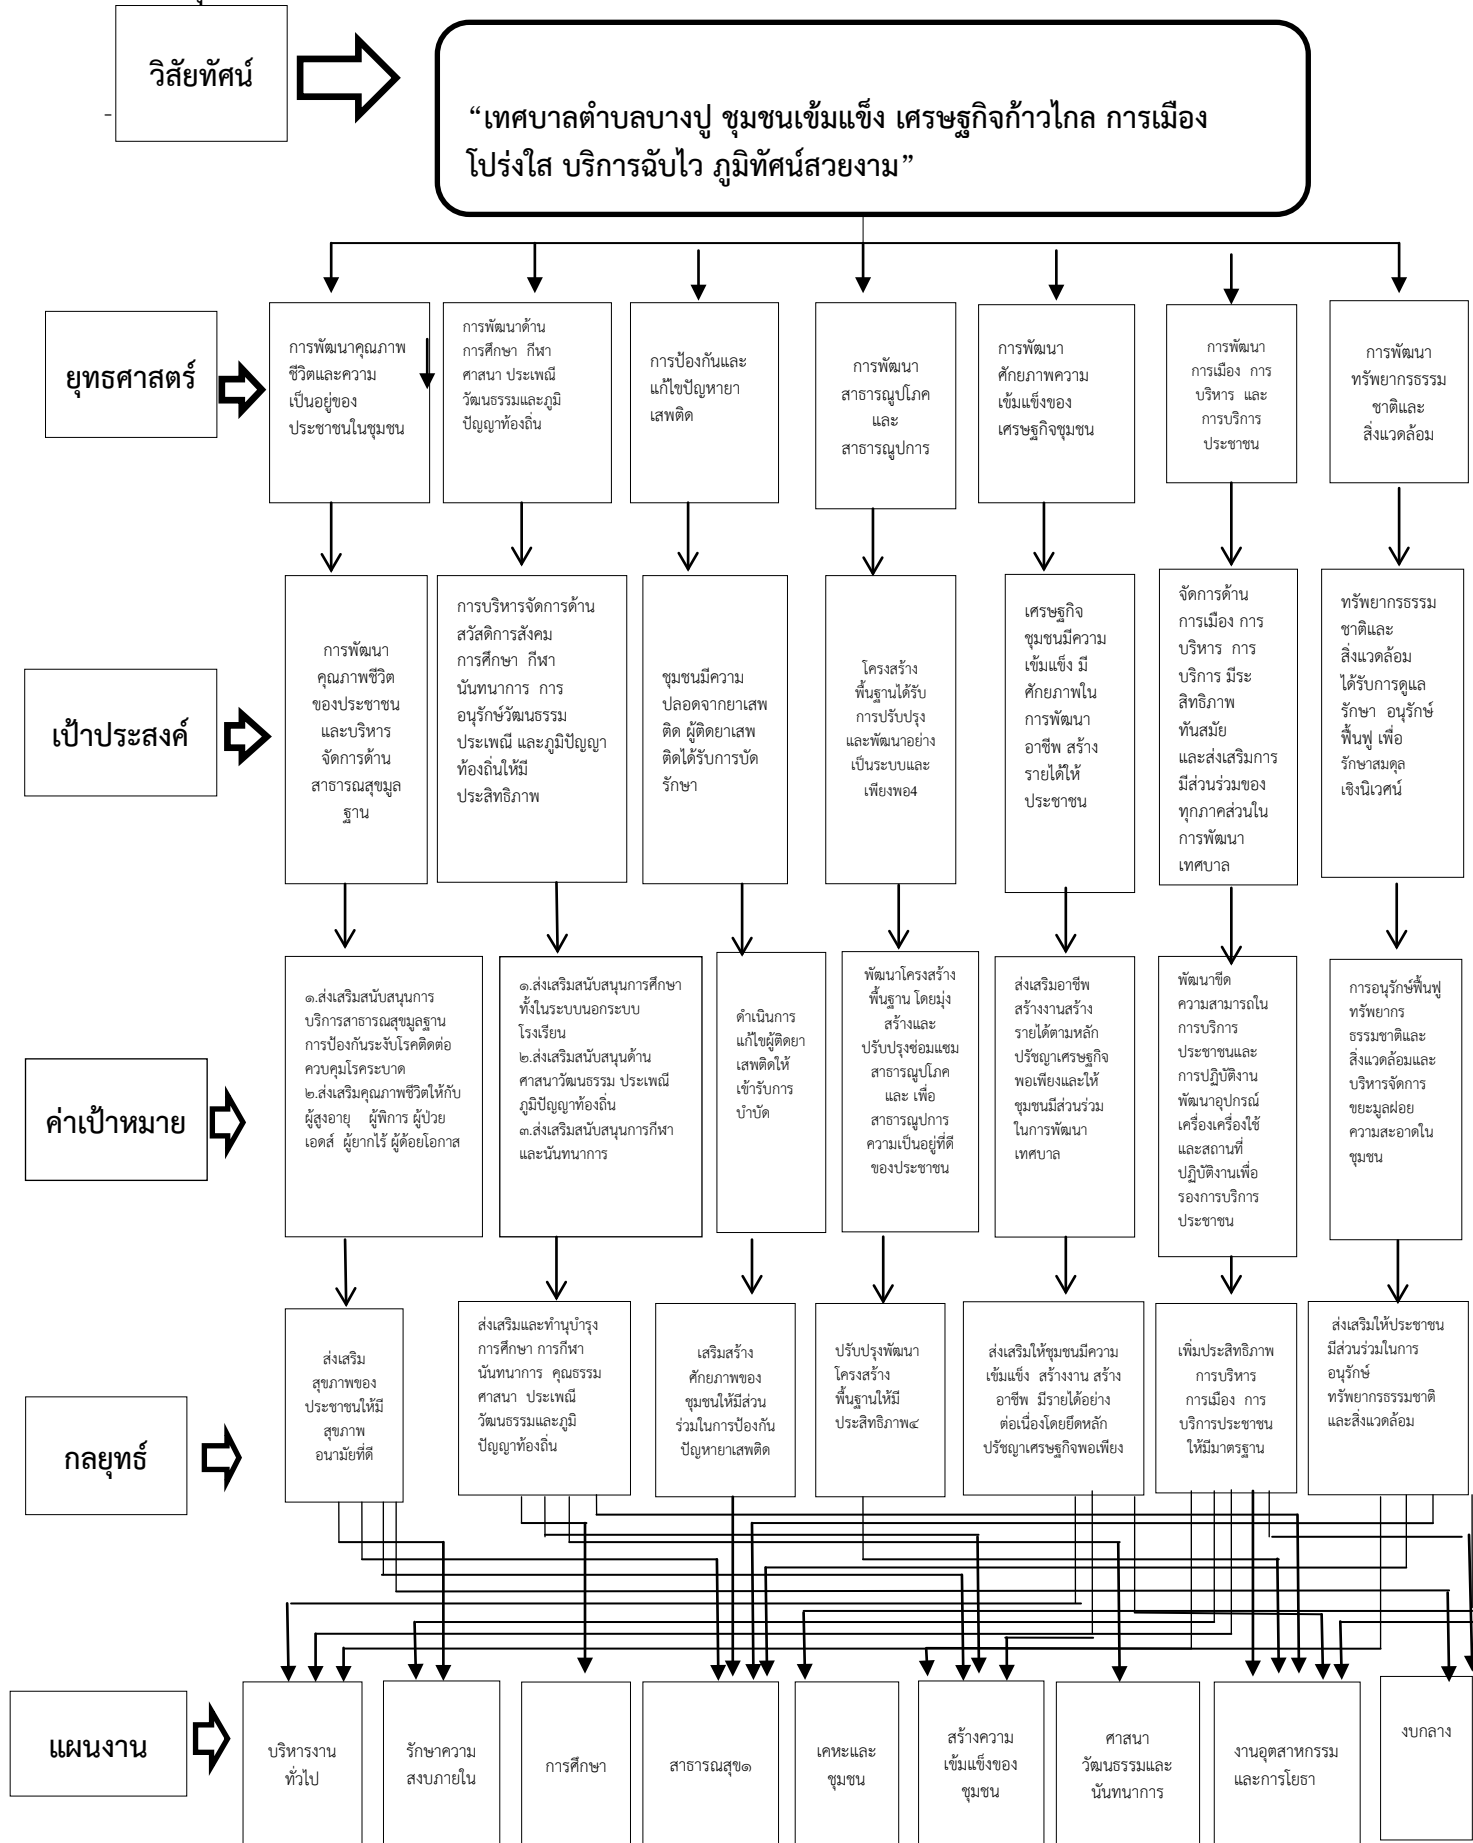 วิสัยทัศน์
“เทศบาลตำบลบางปู ชุมชนเข้มแข็ง เศรษฐกิจก้าวไกล การเมือง
โปร่งใส บริการฉับไว ภูมิทัศน์สวยงาม”
ยุทธศาสตร์
การพัฒนาคุณภาพ
ชีวิตและความ
เป็นอยู่ของ
ประชาชนในชุมชน
การพัฒนาด้าน
การศึกษา กีฬา
ศาสนา ประเพณี
วัฒนธรรมและภูมิ
ปัญญาท้องถิ่น
การป้องกันและ
แก้ไขปัญหายา
เสพติด
การพัฒนา
สาธารณูปโภค
และ
สาธารณูปการ
การพัฒนา
ศักยภาพความ
เข้มแข็งของ
เศรษฐกิจชุมชน
การพัฒนา
การเมือง การ
บริหาร และ
การบริการ
ประชาชน
การพัฒนา
ทรัพยากรธรรม
ชาติและ
สิ่งแวดล้อม
เป้าประสงค์
การพัฒนา
คุณภาพชีวิต
ของประชาชน
และบริหาร
จัดการด้าน
สาธารณสุขมูล
ฐาน
การบริหารจัดการด้าน
สวัสดิการสังคม
การศึกษา กีฬา
นันทนาการ การ
อนุรักษ์วัฒนธรรม
ประเพณี และภูมิปัญญา
ท้องถิ่นให้มี
ประสิทธิภาพ
ชุมชนมีความ
ปลอดจากยาเสพ
ติด ผู้ติดยาเสพ
ติดได้รับการบัด
รักษา
โครงสร้าง
พื้นฐานได้รับ
การปรับปรุง
และพัฒนาอย่าง
เป็นระบบและ
เพียงพอ4
เศรษฐกิจ
ชุมชนมีความ
เข้มแข็ง มี
ศักยภาพใน
การพัฒนา
อาชีพ สร้าง
รายได้ให้
ประชาชน
จัดการด้าน
การเมือง การ
บริหาร การ
บริการ มีระ
สิทธิภาพ
ทันสมัย
และส่งเสริมการ
มีส่วนร่วมของ
ทุกภาคส่วนใน
การพัฒนา
เทศบาล
ทรัพยากรธรรม
ชาติและ
สิ่งแวดล้อม
ได้รับการดูแล
รักษา อนุรักษ์
ฟื้นฟู เพื่อ
รักษาสมดุล
เชิงนิเวศน์
ค่าเป้าหมาย
๑.ส่งเสริมสนับสนุนการ
บริการสาธารณสุขมูลฐาน
การป้องกันระงับโรคติดต่อ
ควบคุมโรคระบาด
๒.ส่งเสริมคุณภาพชีวิตให้กับ
ผู้สูงอายุ ผู้พิการ ผู้ป่วย
เอดส์ ผู้ยากไร้ ผู้ด้อยโอกาส
๑.ส่งเสริมสนับสนุนการศึกษา
ทั้งในระบบนอกระบบ
โรงเรียน
๒.ส่งเสริมสนับสนุนด้าน
ศาสนาวัฒนธรรม ประเพณี
ภูมิปัญญาท้องถิ่น
๓.ส่งเสริมสนับสนุนการกีฬา
และนันทนาการ
ดำเนินการ
แก้ไขผู้ติดยา
เสพติดให้
เข้ารับการ
บำบัด
พัฒนาโครงสร้าง
พื้นฐาน โดยมุ่ง
สร้างและ
ปรับปรุงซ่อมแซม
สาธารณูปโภค
และ เพื่อ
สาธารณูปการ
ความเป็นอยู่ที่ดี
ของประชาชน
ส่งเสริมอาชีพ
สร้างงานสร้าง
รายได้ตามหลัก
ปรัชญาเศรษฐกิจ
พอเพียงและให้
ชุมชนมีส่วนร่วม
ในการพัฒนา
เทศบาล
พัฒนาขีด
ความสามารถใน
การบริการ
ประชาชนและ
การปฏิบัติงาน
พัฒนาอุปกรณ์
เครื่องเครื่องใช้
และสถานที่
ปฏิบัติงานเพื่อ
รองการบริการ
ประชาชน
การอนุรักษ์ฟื้นฟู
ทรัพยากร
ธรรมชาติและ
สิ่งแวดล้อมและ
บริหารจัดการ
ขยะมูลฝอย
ความสะอาดใน
ชุมชน
กลยุทธ์
ส่งเสริม
สุขภาพของ
ประชาชนให้มี
สุขภาพ
อนามัยที่ดี
ส่งเสริมและทำนุบำรุง
การศึกษา การกีฬา
นันทนาการ คุณธรรม
ศาสนา ประเพณี
วัฒนธรรมและภูมิ
ปัญญาท้องถิ่น
เสริมสร้าง
ศักยภาพของ
ชุมชนให้มีส่วน
ร่วมในการป้องกัน
ปัญหายาเสพติด
ปรับปรุงพัฒนา
โครงสร้าง
พื้นฐานให้มี
ประสิทธิภาพ๔
ส่งเสริมให้ชุมชนมีความ
เข้มแข็ง สร้างงาน สร้าง
อาชีพ มีรายได้อย่าง
ต่อเนื่องโดยยึดหลัก
ปรัชญาเศรษฐกิจพอเพียง
เพิ่มประสิทธิภาพ
การบริหาร
การเมือง การ
บริการประชาชน
ให้มีมาตรฐาน
ส่งเสริมให้ประชาชน
มีส่วนร่วมในการ
อนุรักษ์
ทรัพยากรธรรมชาติ
และสิ่งแวดล้อม
แผนงาน
บริหารงาน
ทั่วไป
รักษาความ
สงบภายใน
การศึกษา
สาธารณสุข๑
เคหะและ
ชุมชน
สร้างความ
เข้มแข็งของ
ชุมชน
ศาสนา
วัฒนธรรมและ
นันทนาการ
งานอุตสาหกรรม
และการโยธา
งบกลาง